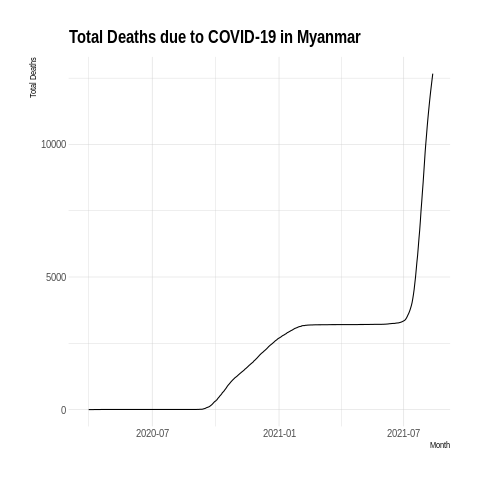 Total Deaths due to COVID-19 in Myanmar
Total Deaths
10000
5000
0
2020-07
2021-01
2021-07
Month